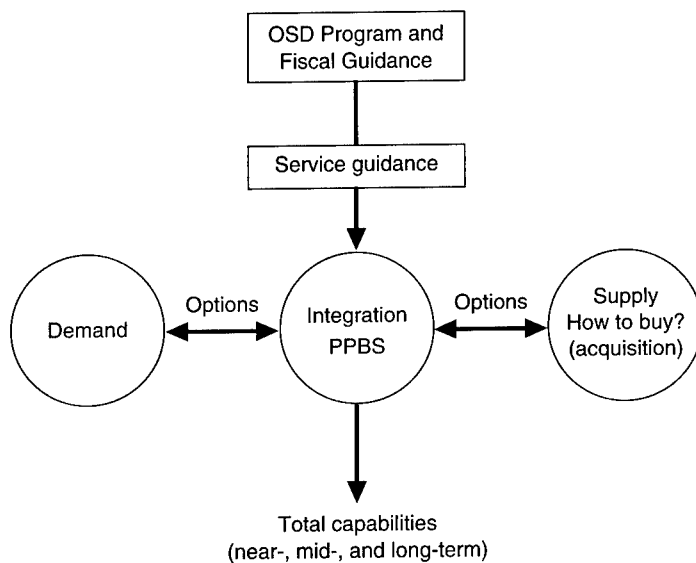 OSD Program and
Fiscal Guidance
Service guidance
Demand
Options
Integration
PPBS
Options
Supply
How to buy?
(acquisition)
Total capabilities
(near-, mid-, and long-term)